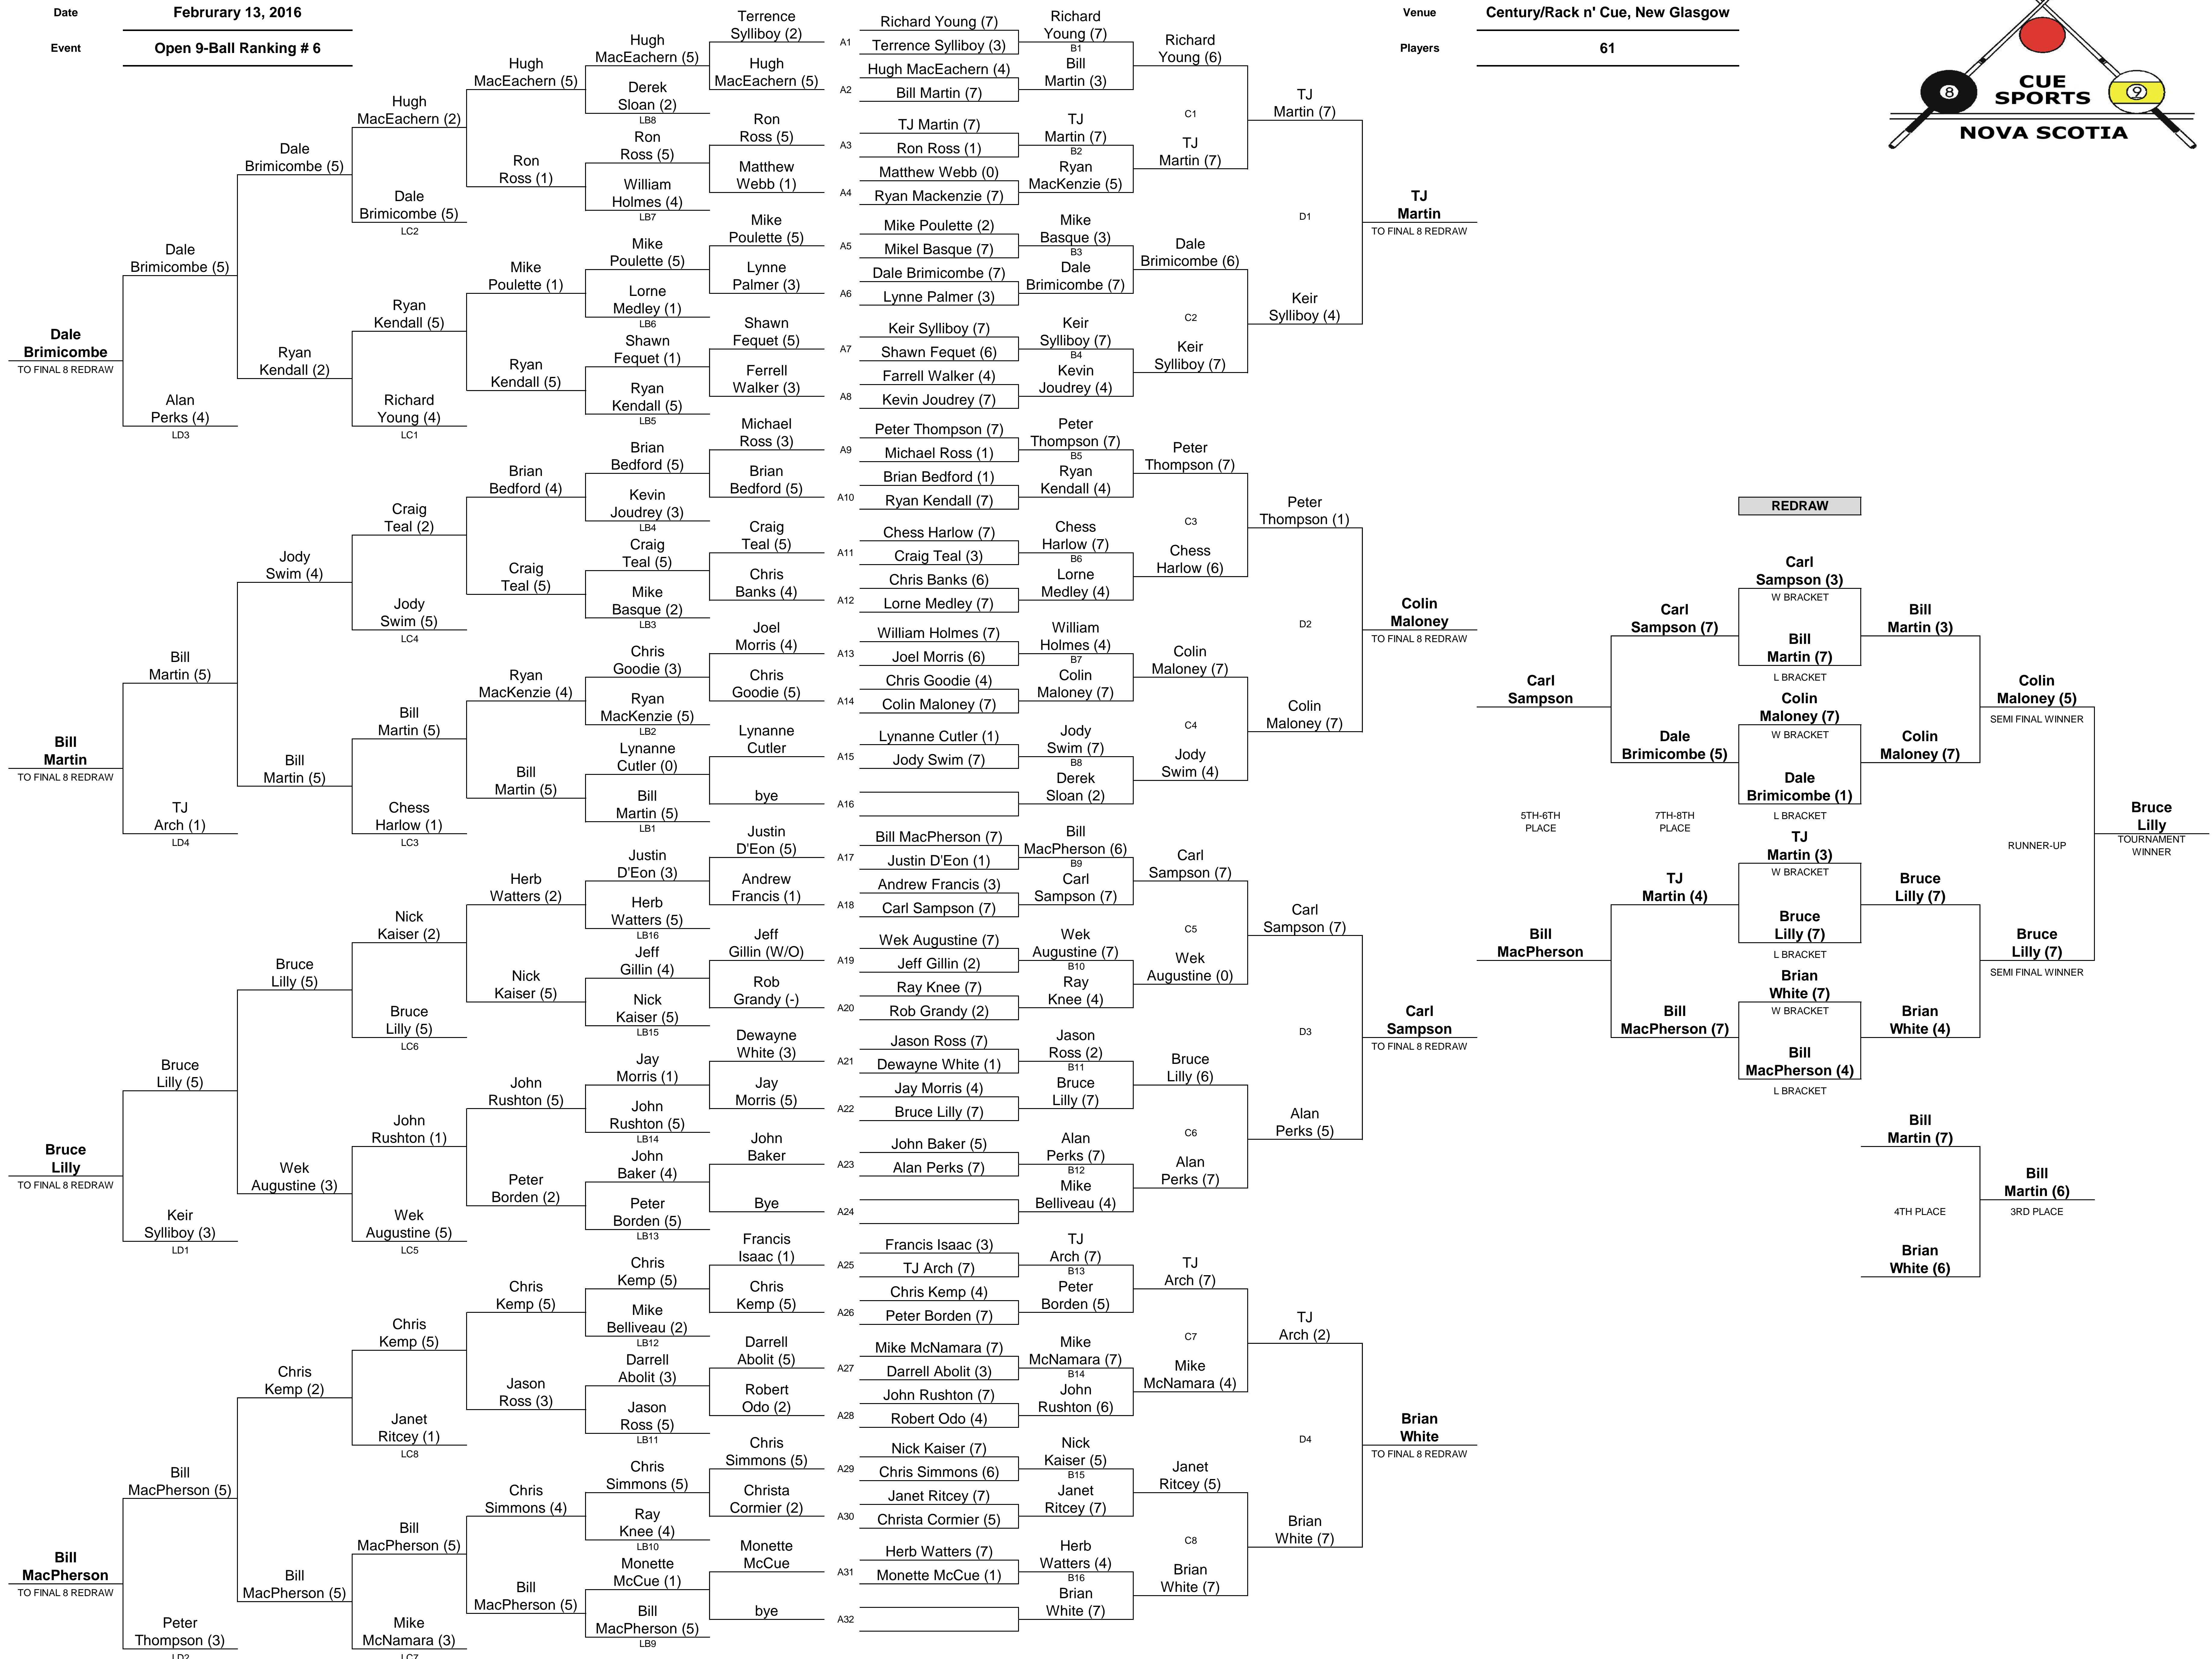 Date
Februrary 13, 2016
Event
Open 9-Ball Ranking # 6
Venue
Century/Rack n' Cue, New Glasgow
Players
61
8
9
CUE
SPORTS
NOVA SCOTIA
Dale
Brimicombe
TO FINAL 8 REDRAW
Bill
Martin
TO FINAL 8 REDRAW
Bruce
Lilly
TO FINAL 8 REDRAW
Bill
MacPherson
TO FINAL 8 REDRAW
Dale
Brimicombe (5)
Alan
Perks (4)
LD3
Bill
Martin (5)
TJ
Arch (1)
LD4
Bruce
Lilly (5)
Keir
Sylliboy (3)
LD1
Bill
MacPherson (5)
Peter
Thompson (3)
LD2
Dale
Brimicombe (5)
Ryan
Kendall (2)
Jody
Swim (4)
Bill
Martin (5)
Bruce
Lilly (5)
Wek
Augustine (3)
Chris
Kemp (2)
Bill
MacPherson (5)
Hugh
MacEachern (2)
Dale
Brimicombe (5)
LC2
Ryan
Kendall (5)
Richard
Young (4)
LC1
Craig
Teal (2)
Jody
Swim (5)
LC4
Bill
Martin (5)
Chess
Harlow (1)
LC3
Nick
Kaiser (2)
Bruce
Lilly (5)
LC6
John
Rushton (1)
Wek
Augustine (5)
LC5
Chris
Kemp (5)
Janet
Ritcey (1)
LC8
Bill
MacPherson (5)
Mike
McNamara (3)
LC7
Hugh
MacEachern (5)
Ron
Ross (1)
Mike
Poulette (1)
Ryan
Kendall (5)
Brian
Bedford (4)
Craig
Teal (5)
Ryan
MacKenzie (4)
Bill
Martin (5)
Herb
Watters (2)
Nick
Kaiser (5)
John
Rushton (5)
Peter
Borden (2)
Chris
Kemp (5)
Jason
Ross (3)
Chris
Simmons (4)
Bill
MacPherson (5)
Hugh
MacEachern (5)
Derek
Sloan (2)
LB8
Ron
Ross (5)
William
Holmes (4)
LB7
Mike
Poulette (5)
Lorne
Medley (1)
LB6
Shawn
Fequet (1)
Ryan
Kendall (5)
LB5
Brian
Bedford (5)
Kevin
Joudrey (3)
LB4
Craig
Teal (5)
Mike
Basque (2)
LB3
Chris
Goodie (3)
Ryan
MacKenzie (5)
LB2
Lynanne
Cutler (0)
Bill
Martin (5)
LB1
Justin
D'Eon (3)
Herb
Watters (5)
LB16
Jeff
Gillin (4)
Nick
Kaiser (5)
LB15
Jay
Morris (1)
John
Rushton (5)
LB14
John
Baker (4)
Peter
Borden (5)
LB13
Chris
Kemp (5)
Mike
Belliveau (2)
LB12
Darrell
Abolit (3)
Jason
Ross (5)
LB11
Chris
Simmons (5)
Ray
Knee (4)
LB10
Monette
McCue (1)
Bill
MacPherson (5)
LB9
Terrence
Sylliboy (2)
Hugh
MacEachern (5)
Ron
Ross (5)
Matthew
Webb (1)
Mike
Poulette (5)
Lynne
Palmer (3)
Shawn
Fequet (5)
Ferrell
Walker (3)
Michael
Ross (3)
Brian
Bedford (5)
Craig
Teal (5)
Chris
Banks (4)
Joel
Morris (4)
Chris
Goodie (5)
Lynanne
Cutler
bye
Justin
D'Eon (5)
Andrew
Francis (1)
Jeff
Gillin (W/O)
Rob
Grandy (-)
Dewayne
White (3)
Jay
Morris (5)
John
Baker
Bye
Francis
Isaac (1)
Chris
Kemp (5)
Darrell
Abolit (5)
Robert
Odo (2)
Chris
Simmons (5)
Christa
Cormier (2)
Monette
McCue
bye
A1
A2
A3
A4
A5
A6
A7
A8
A9
A10
A11
A12
A13
A14
A15
A16
A17
A18
A19
A20
A21
A22
A23
A24
A25
A26
A27
A28
A29
A30
A31
A32
Richard Young (7)
Terrence Sylliboy (3)
Hugh MacEachern (4)
Bill Martin (7)
TJ Martin (7)
Ron Ross (1)
Matthew Webb (0)
Ryan Mackenzie (7)
Mike Poulette (2)
Mikel Basque (7)
Dale Brimicombe (7)
Lynne Palmer (3)
Keir Sylliboy (7)
Shawn Fequet (6)
Farrell Walker (4)
Kevin Joudrey (7)
Peter Thompson (7)
Michael Ross (1)
Brian Bedford (1)
Ryan Kendall (7)
Chess Harlow (7)
Craig Teal (3)
Chris Banks (6)
Lorne Medley (7)
William Holmes (7)
Joel Morris (6)
Chris Goodie (4)
Colin Maloney (7)
Lynanne Cutler (1)
Jody Swim (7)
Bill MacPherson (7)
Justin D'Eon (1)
Andrew Francis (3)
Carl Sampson (7)
Wek Augustine (7)
Jeff Gillin (2)
Ray Knee (7)
Rob Grandy (2)
Jason Ross (7)
Dewayne White (1)
Jay Morris (4)
Bruce Lilly (7)
John Baker (5)
Alan Perks (7)
Francis Isaac (3)
TJ Arch (7)
Chris Kemp (4)
Peter Borden (7)
Mike McNamara (7)
Darrell Abolit (3)
John Rushton (7)
Robert Odo (4)
Nick Kaiser (7)
Chris Simmons (6)
Janet Ritcey (7)
Christa Cormier (5)
Herb Watters (7)
Monette McCue (1)
Richard
Young (7)
B1
Bill
Martin (3)
TJ
Martin (7)
B2
Ryan
MacKenzie (5)
Mike
Basque (3)
B3
Dale
Brimicombe (7)
Keir
Sylliboy (7)
B4
Kevin
Joudrey (4)
Peter
Thompson (7)
B5
Ryan
Kendall (4)
Chess
Harlow (7)
B6
Lorne
Medley (4)
William
Holmes (4)
B7
Colin
Maloney (7)
Jody
Swim (7)
B8
Derek
Sloan (2)
Bill
MacPherson (6)
B9
Carl
Sampson (7)
Wek
Augustine (7)
B10
Ray
Knee (4)
Jason
Ross (2)
B11
Bruce
Lilly (7)
Alan
Perks (7)
B12
Mike
Belliveau (4)
TJ
Arch (7)
B13
Peter
Borden (5)
Mike
McNamara (7)
B14
John
Rushton (6)
Nick
Kaiser (5)
B15
Janet
Ritcey (7)
Herb
Watters (4)
B16
Brian
White (7)
Richard
Young (6)
C1
TJ
Martin (7)
Dale
Brimicombe (6)
C2
Keir
Sylliboy (7)
Peter
Thompson (7)
C3
Chess
Harlow (6)
Colin
Maloney (7)
C4
Jody
Swim (4)
Carl
Sampson (7)
C5
Wek
Augustine (0)
Bruce
Lilly (6)
C6
Alan
Perks (7)
TJ
Arch (7)
C7
Mike
McNamara (4)
Janet
Ritcey (5)
C8
Brian
White (7)
TJ
Martin (7)
D1
Keir
Sylliboy (4)
Peter
Thompson (1)
D2
Colin
Maloney (7)
Carl
Sampson (7)
D3
Alan
Perks (5)
TJ
Arch (2)
D4
Brian
White (7)
TJ
Martin
TO FINAL 8 REDRAW
Colin
Maloney
TO FINAL 8 REDRAW
Carl
Sampson
TO FINAL 8 REDRAW
Brian
White
TO FINAL 8 REDRAW
Carl
Sampson
5TH-6TH
PLACE
Bill
MacPherson
Carl
Sampson (7)
Dale
Brimicombe (5)
7TH-8TH
PLACE
TJ
Martin (4)
Bill
MacPherson (7)
REDRAW
Carl
Sampson (3)
W BRACKET
Bill
Martin (7)
L BRACKET
Colin
Maloney (7)
W BRACKET
Dale
Brimicombe (1)
L BRACKET
TJ
Martin (3)
W BRACKET
Bruce
Lilly (7)
L BRACKET
Brian
White (7)
W BRACKET
Bill
MacPherson (4)
L BRACKET
Bill
Martin (3)
Colin
Maloney (7)
Bruce
Lilly (7)
Brian
White (4)
Colin
Maloney (5)
SEMI FINAL WINNER
RUNNER-UP
Bruce
Lilly (7)
SEMI FINAL WINNER
Bruce
Lilly
TOURNAMENT
WINNER
Bill
Martin (7)
4TH PLACE
Brian
White (6)
Bill
Martin (6)
3RD PLACE